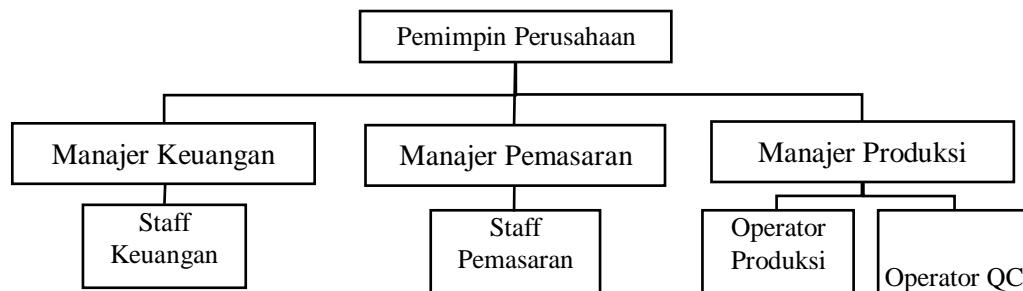 Pemimpin Perusahaan
Manajer Keuangan
Manajer Pemasaran
Manajer Produksi
Staff
Keuangan
Staff
Pemasaran
Operator
Produksi
Operator QC